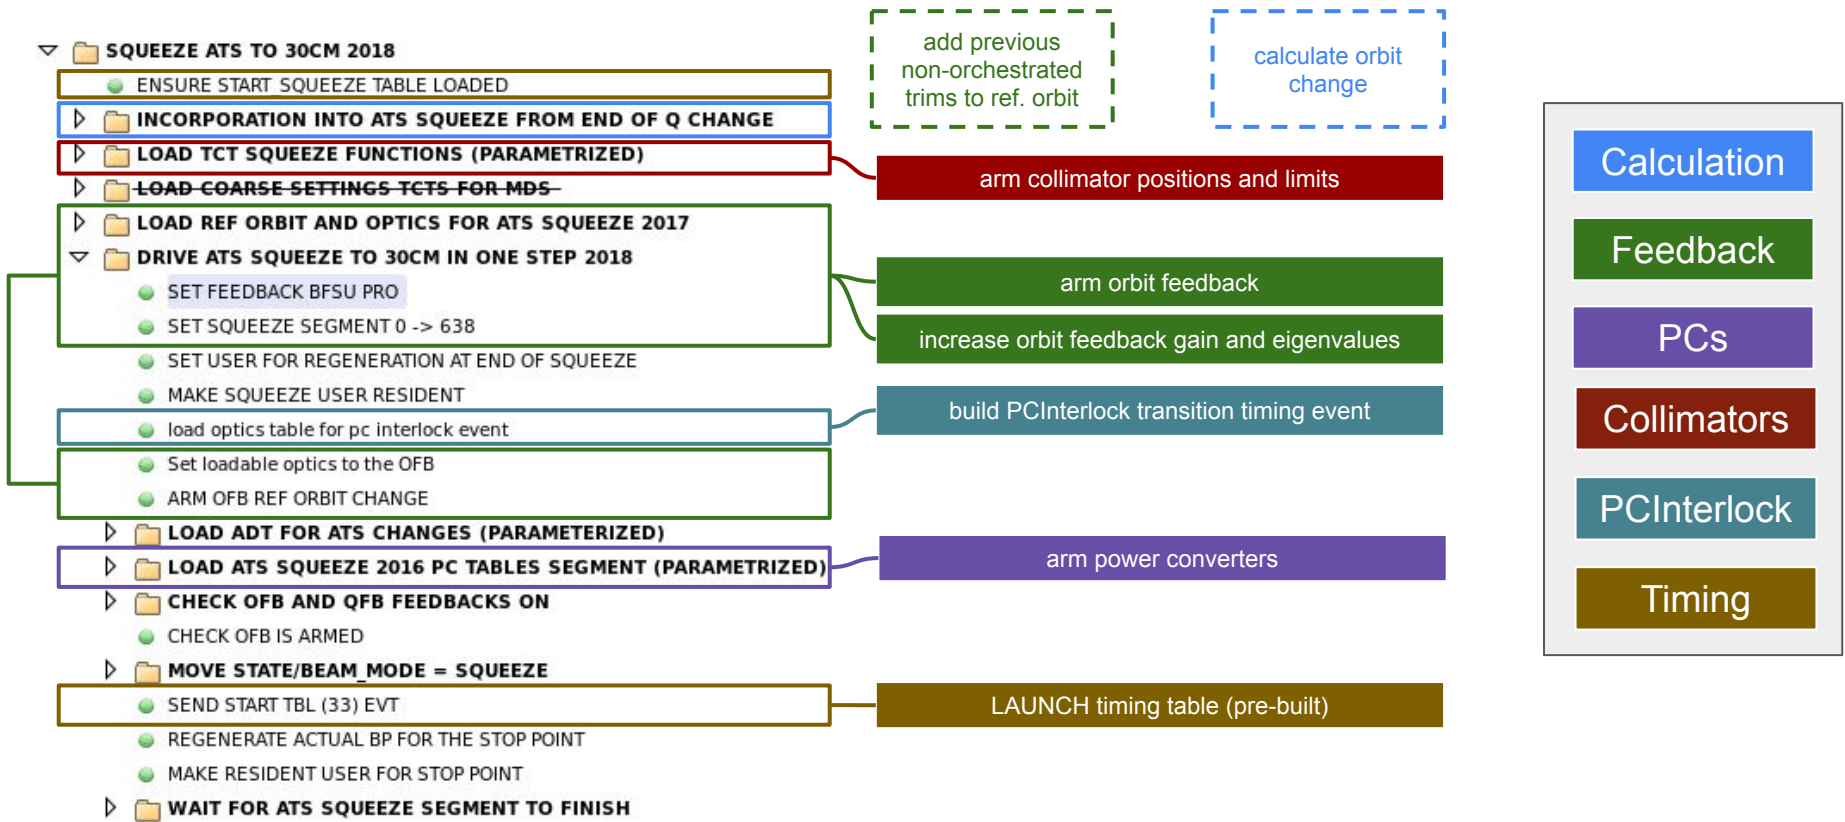 SQUEEZE ATS TO 30CM 2018
ENSURE START_SQUEEZE TABLE LOADED
INCORPORATION INTO ATS SQUEEZE FROM END OF Q CHANGE
LOAD TCT SQUEEZE FUNCTIONS (PARAMETRIZED)
LOAD COARSE SETTINGS TCTS FOR MDS
LOAD REF ORBIT AND OPTICS FOR ATS SQUEEZE 2017
DRIVE ATS SQUEEZE TO 30CM IN ONE STEP 2018
SET FEEDBACK BFSU PRO
SET SQUEEZE SEGMENT 0 -> 638
SET USER FOR REGENERATION AT END OF SQUEEZE
MAKE SQUEEZE USER RESIDENT
load optics table for pc interlock event
Set loadable optics to the OFB
ARM OFB REF ORBIT CHANGE
LOAD ADT FOR ATS CHANGES (PARAMETERIZED)
LOAD ATS SQUEEZE 2016 PC TABLES SEGMENT (PARAMETRIZED)
CHECK OFB AND QFB FEEDBACKS ON
CHECK OFB IS ARMED
MOVE STATE/BEAM_MODE = SQUEEZE
SEND START TBL (33) EVT
REGENERATE ACTUAL BP FOR THE STOP POINT
MAKE RESIDENT USER FOR STOP POINT
WAIT FOR ATS SQUEEZE SEGMENT TO FINISH
add previous
non-orchestrated
trims to ref. orbit
calculate orbit
change
arm collimator positions and limits
arm orbit feedback
increase orbit feedback gain and eigenvalues
build PCInterlock transition timing event
arm power converters
LAUNCH timing table (pre-built)
Calculation
Feedback
PCs
Collimators
PCInterlock
Timing